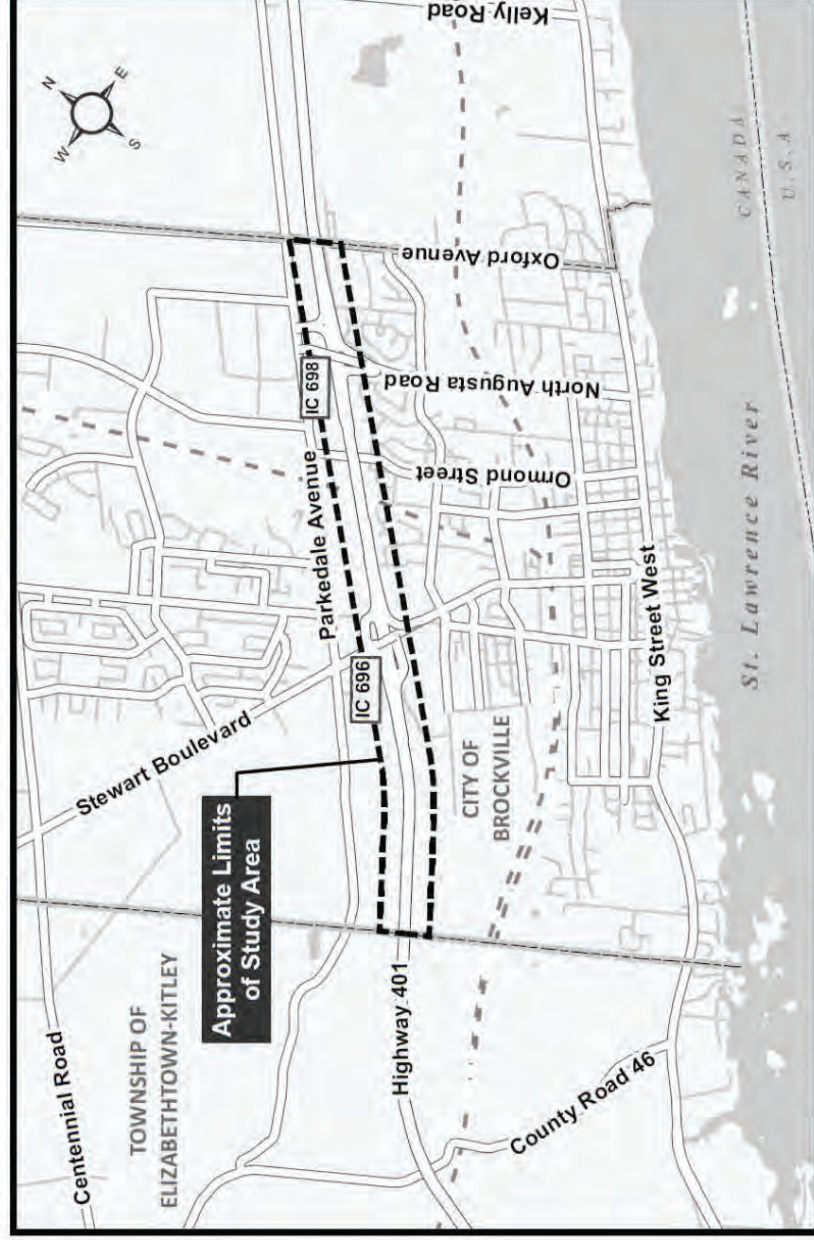 N
E
S
W
Kelly Road
CANADA
U.S.A
Oxford Avenue
North Augusta Road
IC 698
Ormond Street
Parkedale Avenue
St. Lawrence River
King Street West
IC 696
Stewart Boulevard
CITY OF
BROCKVILLE
Approximate Limits
of Study Area
Highway 401
TOWNSHIP OF
ELIZABETHTOWN-KITLEY
Centennial Road
County Road 46